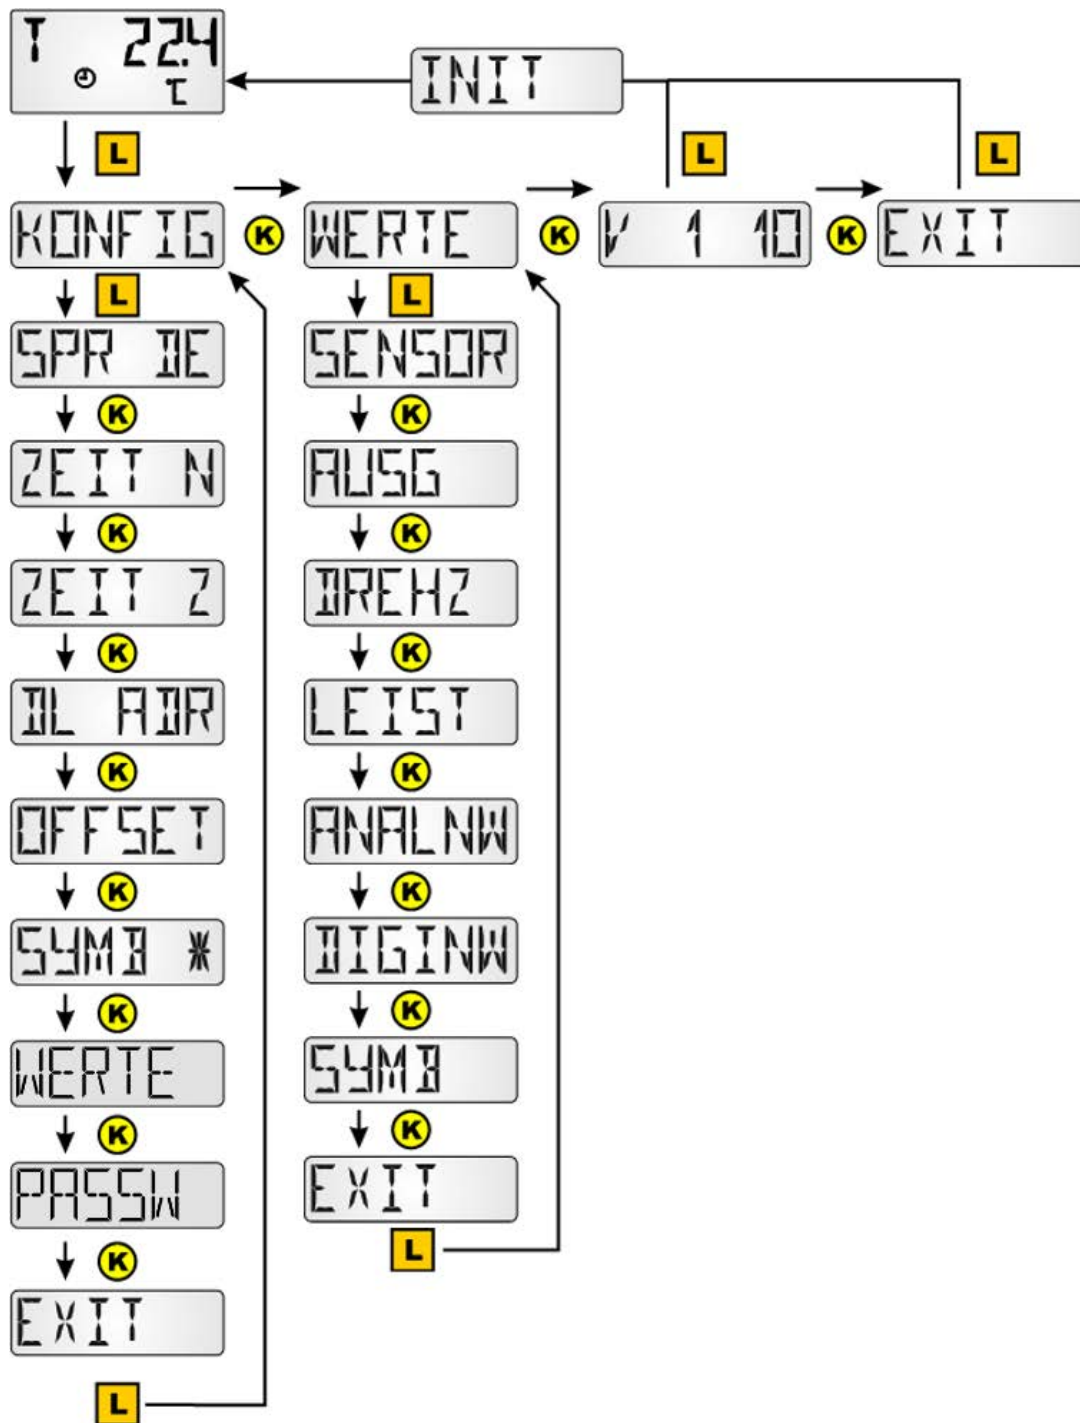 T 22.4
°C
INIT
L
L
L
KONFIG
K
WERTE
K
V 1 10
K
EXIT
L
L
SPR DE
SENSOR
K
K
ZEIT N
AUSG
K
K
ZEIT Z
DREHZ
K
K
DL ADR
LEIST
K
K
OFFSET
ANALNW
K
K
SYMB *
DIGINW
K
K
WERTE
SYMB
K
K
PASSW
EXIT
K
L
EXIT
L